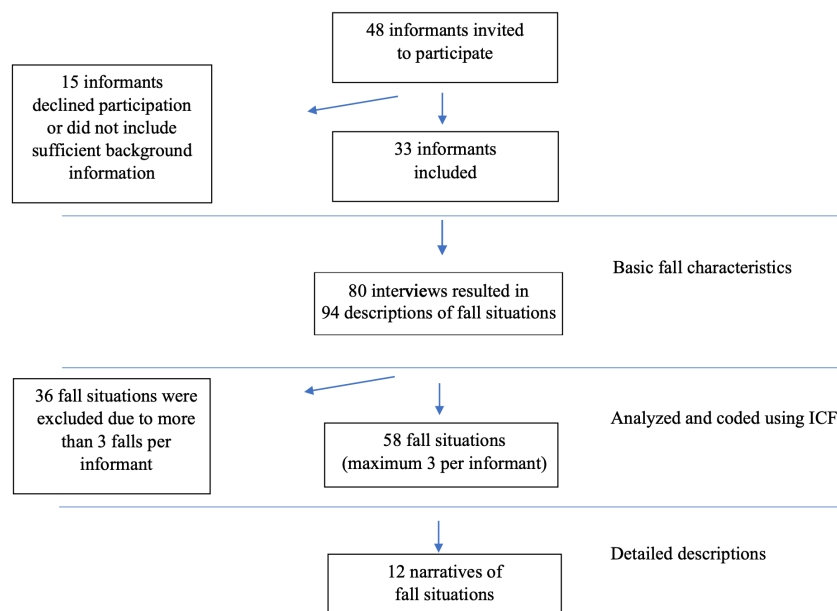 48 informants invited
to participate
15 informants
declined participation
or did not include
sufficient background
information
33 informants
included
Basic fall characteristics
80 interviews resulted in
94 descriptions of fall situations
36 fall situations were
excluded due to more
than 3 falls per
informant
58 fall situations
(maximum 3 per informant)
Analyzed and coded using ICF
Detailed descriptions
12 narratives of
fall situations